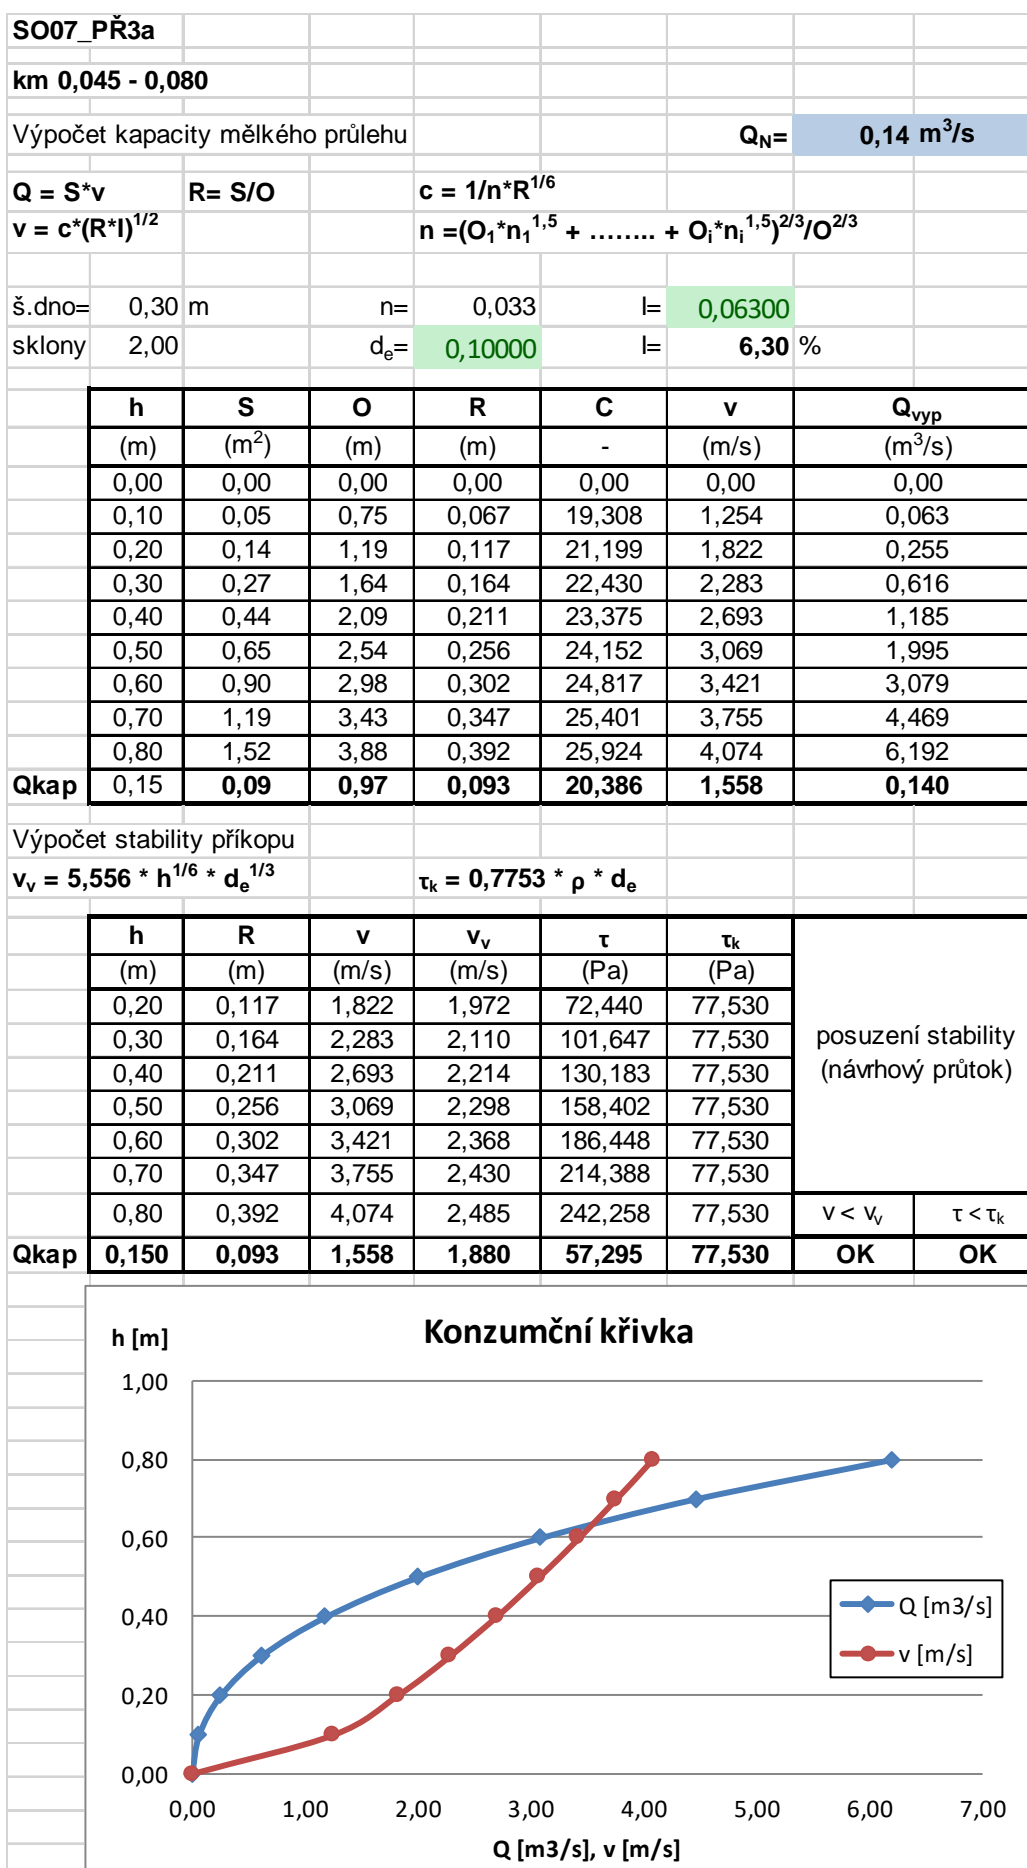 SO07_PŘ3a
km 0,045 - 0,080
Výpočet kapacity mělkého průlehu Q_N= 0,14 m³/s
Q = S*v R= S/O c = 1/n*R^1/6
v = c*(R*I)^1/2 n =(O₁*n₁^1,5 + …….. + Oᵢ*nᵢ^1,5)^2/3/O^2/3
š.dno= 0,30 m n= 0,033 I= 0,06300
sklony 2,00 dₑ= 0,10000 I= 6,30 %
h S O R C v Q_vyp
(m) (m²) (m) (m) - (m/s) (m³/s)
0,00 0,00 0,00 0,00 0,00 0,00 0,00
0,10 0,05 0,75 0,067 19,308 1,254 0,063
0,20 0,14 1,19 0,117 21,199 1,822 0,255
0,30 0,27 1,64 0,164 22,430 2,283 0,616
0,40 0,44 2,09 0,211 23,375 2,693 1,185
0,50 0,65 2,54 0,256 24,152 3,069 1,995
0,60 0,90 2,98 0,302 24,817 3,421 3,079
0,70 1,19 3,43 0,347 25,401 3,755 4,469
0,80 1,52 3,88 0,392 25,924 4,074 6,192
Qkap 0,15 0,09 0,97 0,093 20,386 1,558 0,140
Výpočet stability příkopu
vᵥ = 5,556 * h^1/6 * dₑ^1/3 τₖ = 0,7753 * ρ * dₑ
h R v vᵥ τ τₖ
(m) (m) (m/s) (m/s) (Pa) (Pa)
0,20 0,117 1,822 1,972 72,440 77,530
0,30 0,164 2,283 2,110 101,647 77,530 posuzení stability
0,40 0,211 2,693 2,214 130,183 77,530 (návrhový průtok)
0,50 0,256 3,069 2,298 158,402 77,530
0,60 0,302 3,421 2,368 186,448 77,530
0,70 0,347 3,755 2,430 214,388 77,530
0,80 0,392 4,074 2,485 242,258 77,530 v < vᵥ τ < τₖ
Qkap 0,150 0,093 1,558 1,880 57,295 77,530 OK OK
Konzumční křivka
h [m]
1,00
0,80
0,60
0,40
0,20
0,00
Q [m3/s]
v [m/s]
0,00 1,00 2,00 3,00 4,00 5,00 6,00 7,00
Q [m3/s], v [m/s]